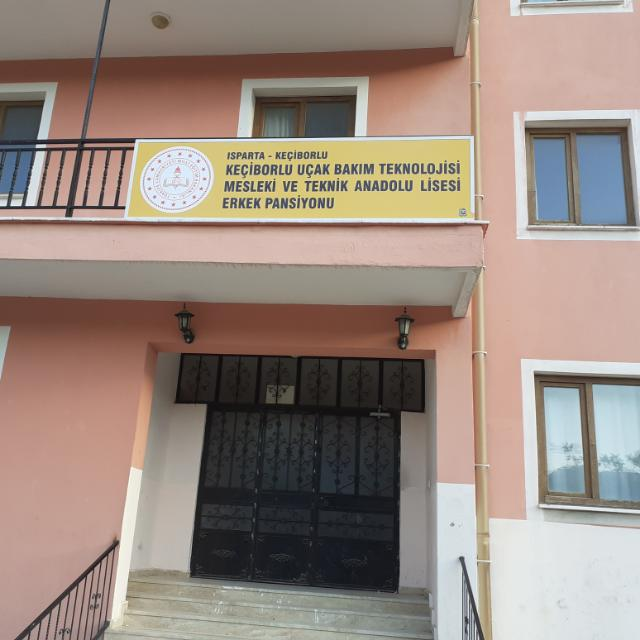 ISPARTA - KEÇİBORLU
KEÇİBORLU UÇAK BAKIM TEKNOLOJİSİ
MESLEKİ VE TEKNİK ANADOLU LİSESİ
ERKEK PANSİYONU